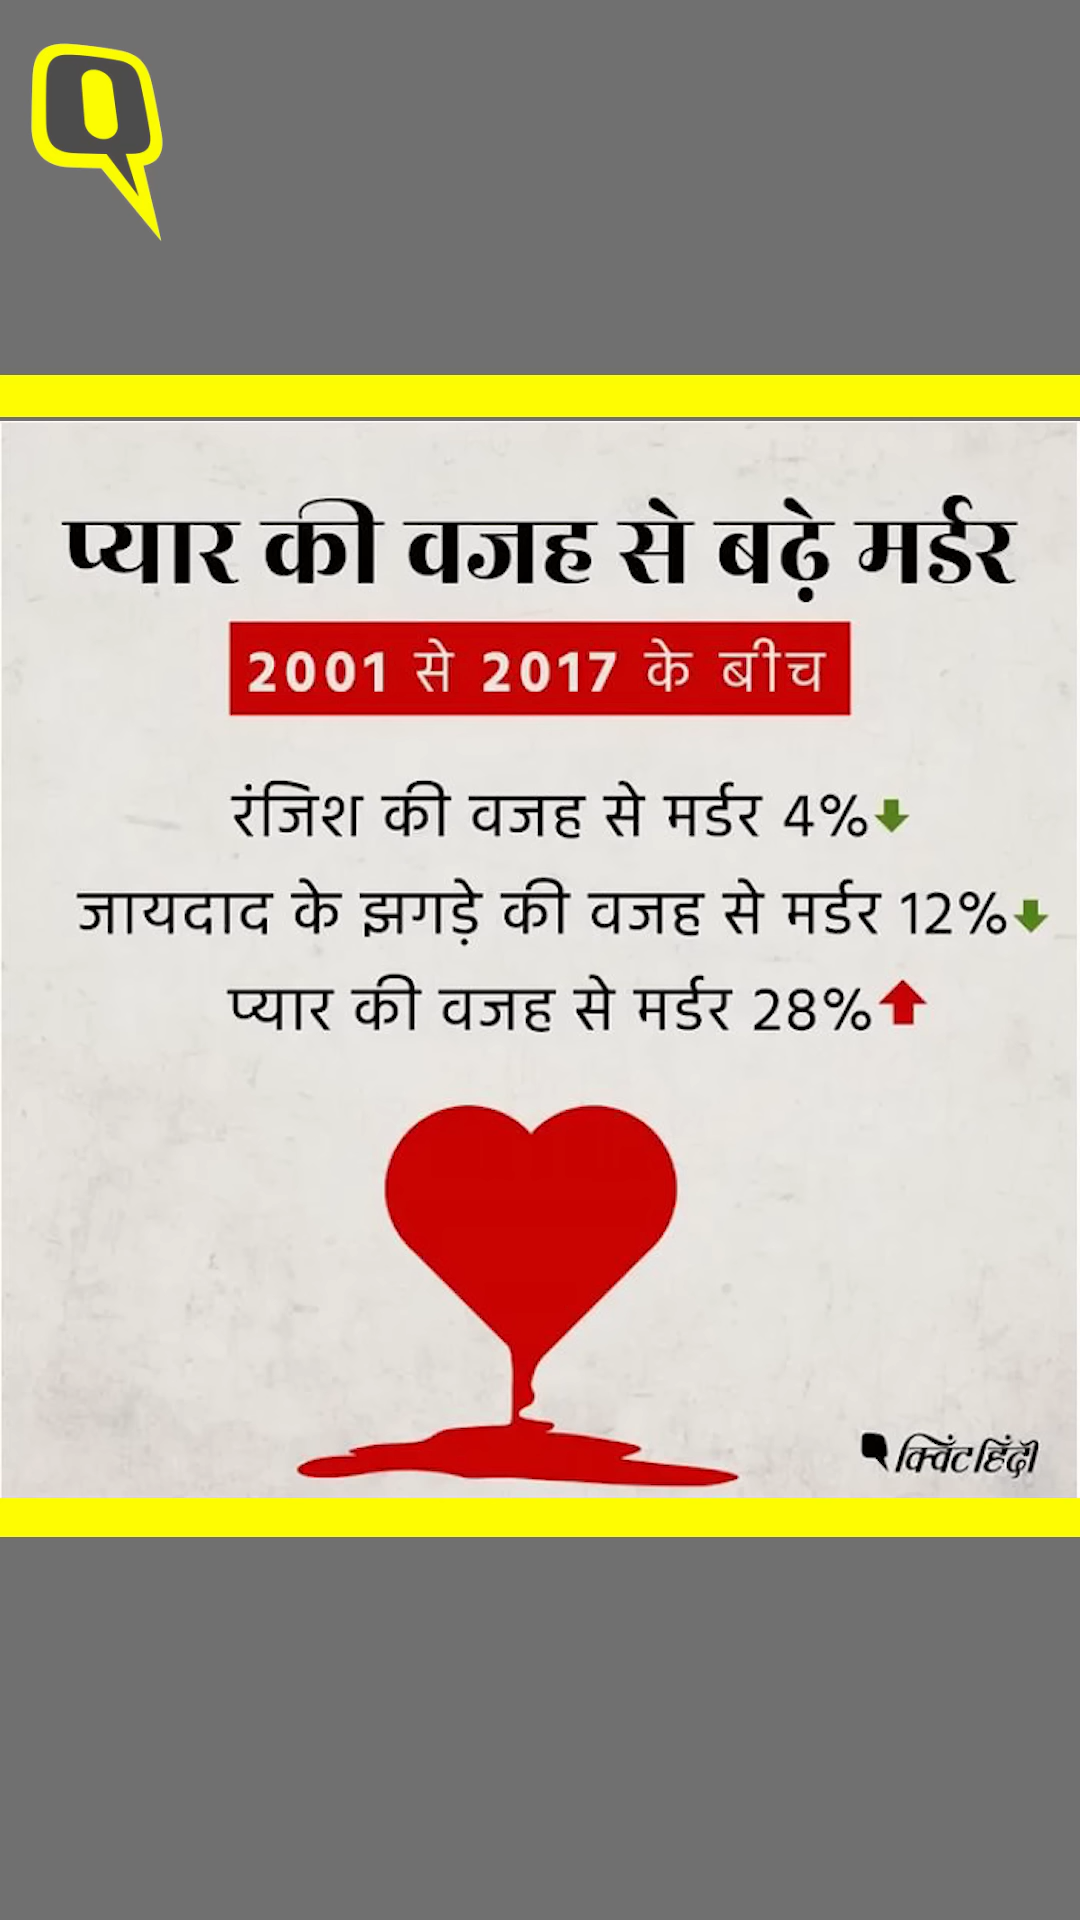 प्यार की वजह से बढ़े मर्डर
2001 से 2017 के बीच
रंजिश की वजह से मर्डर 4%
जायदाद के झगड़े की वजह से मर्डर 12%
प्यार की वजह से मर्डर 28%
क्विंट हिंदी